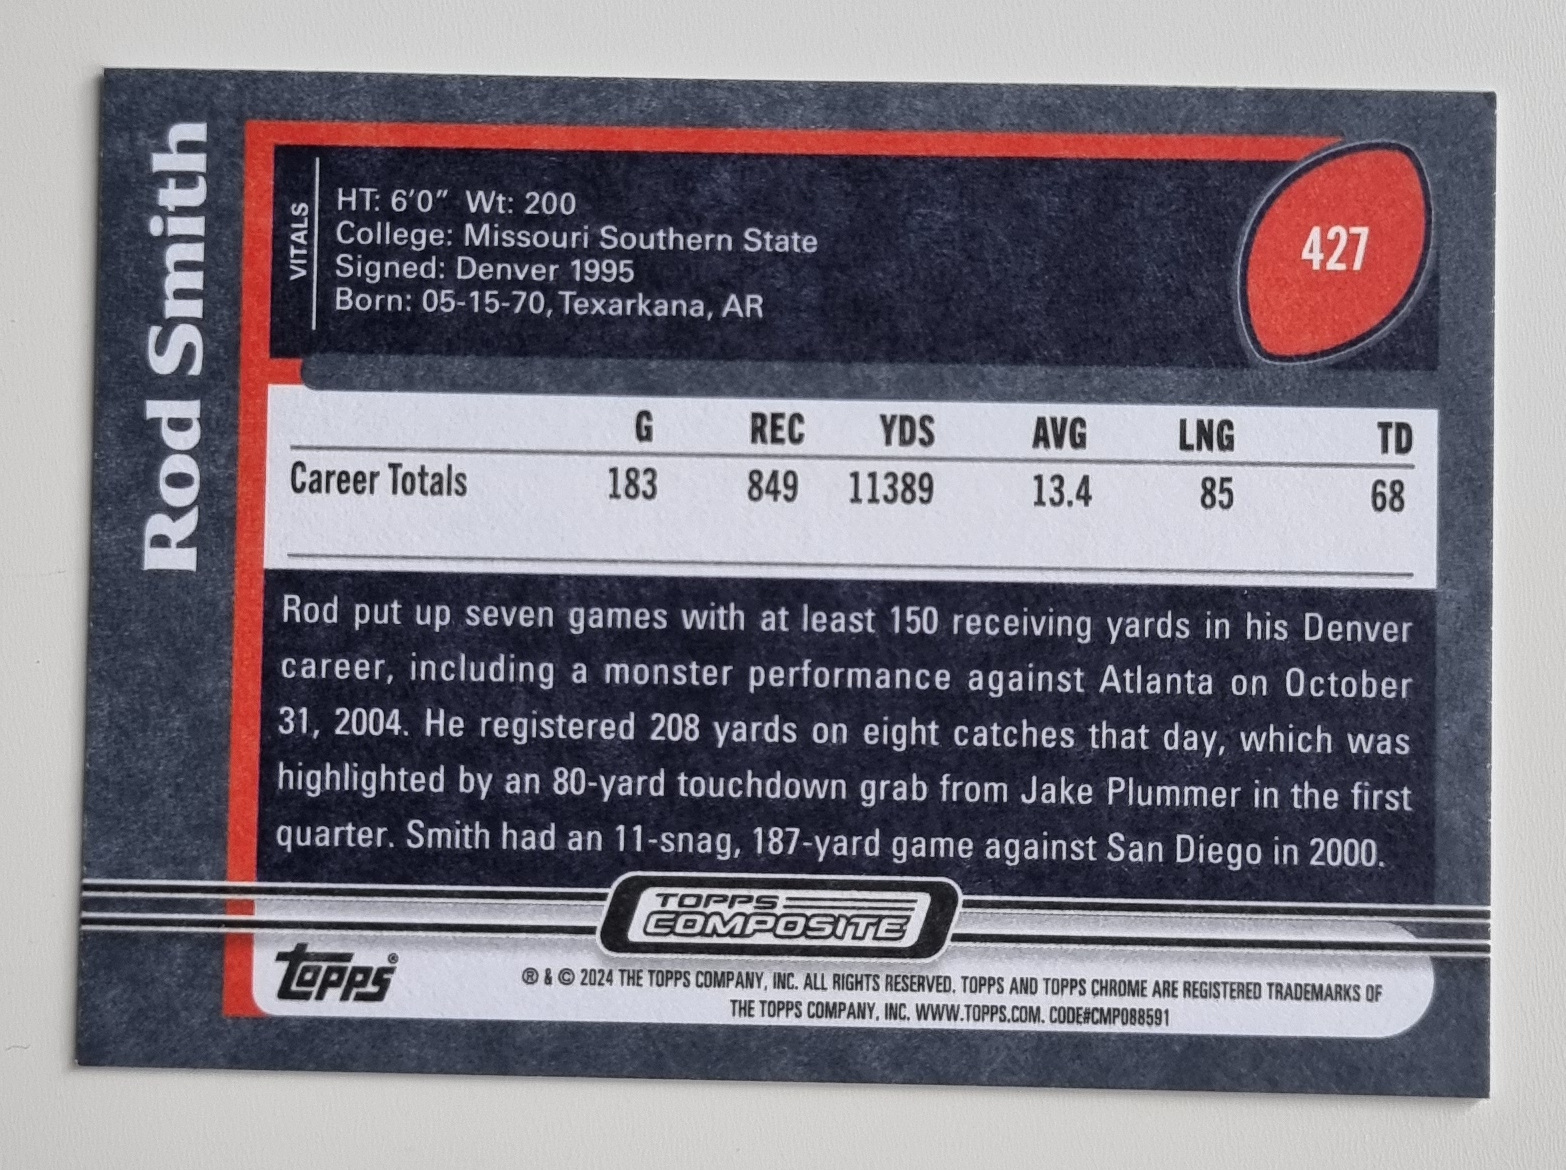 Rod Smith
VITALS
HT: 6'0" Wt: 200
College: Missouri Southern State
Signed: Denver 1995
Born: 05-15-70, Texarkana, AR
427
G REC YDS AVG LNG TD
Career Totals 183 849 11389 13.4 85 68
Rod put up seven games with at least 150 receiving yards in his Denver
career, including a monster performance against Atlanta on October
31, 2004. He registered 208 yards on eight catches that day, which was
highlighted by an 80-yard touchdown grab from Jake Plummer in the first
quarter. Smith had an 11-snag, 187-yard game against San Diego in 2000.
TOPPS
COMPOSITE
topps®
® & © 2024 THE TOPPS COMPANY, INC. ALL RIGHTS RESERVED. TOPPS AND TOPPS CHROME ARE REGISTERED TRADEMARKS OF
THE TOPPS COMPANY, INC. WWW.TOPPS.COM. CODE#CMP088591